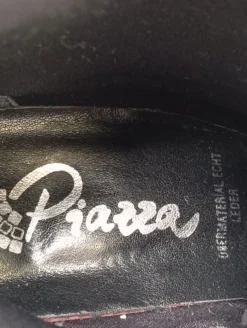 Piazza
OBERMATERIAL ECHT
LEDER